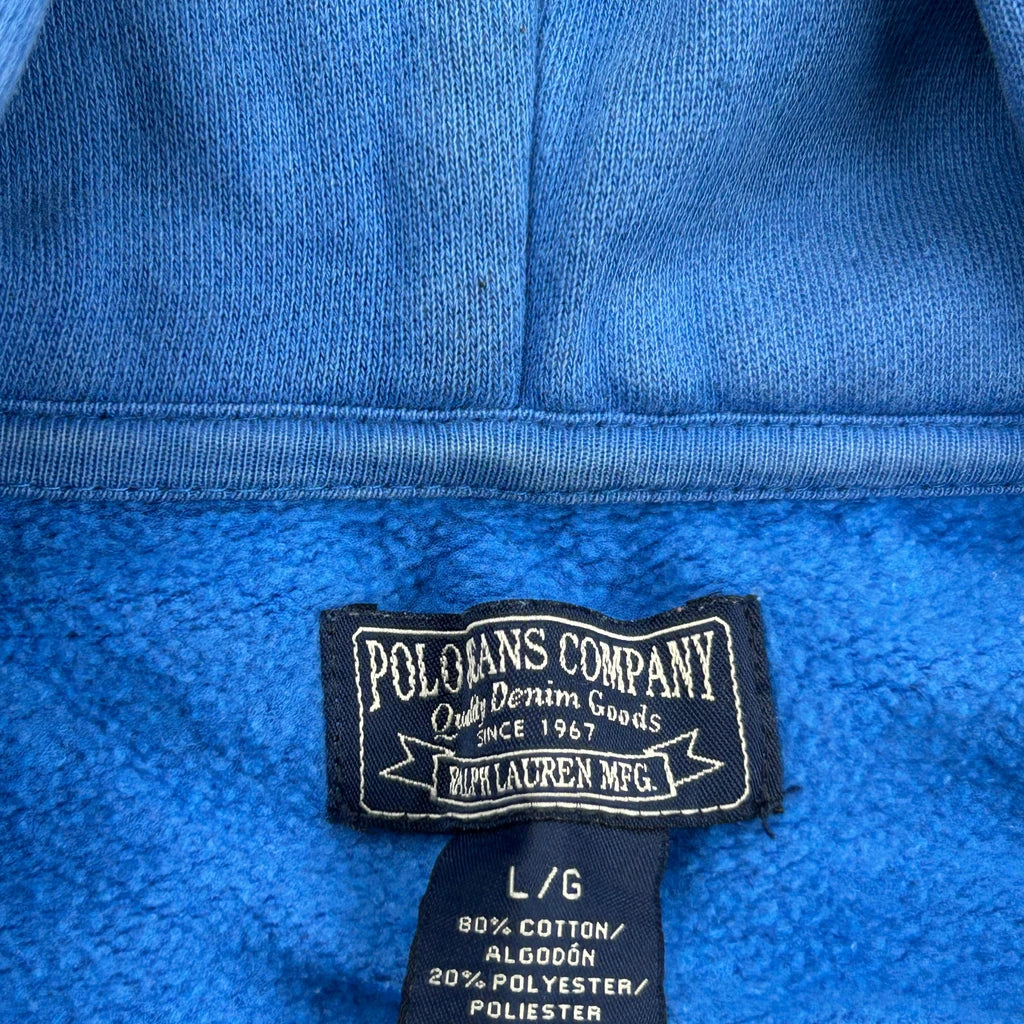 POLO JEANS COMPANY
Quality Denim Goods
SINCE 1967
RALPH LAUREN MFG.
L/G
80% COTTON/
ALGODÓN
20% POLYESTER/
POLIESTER